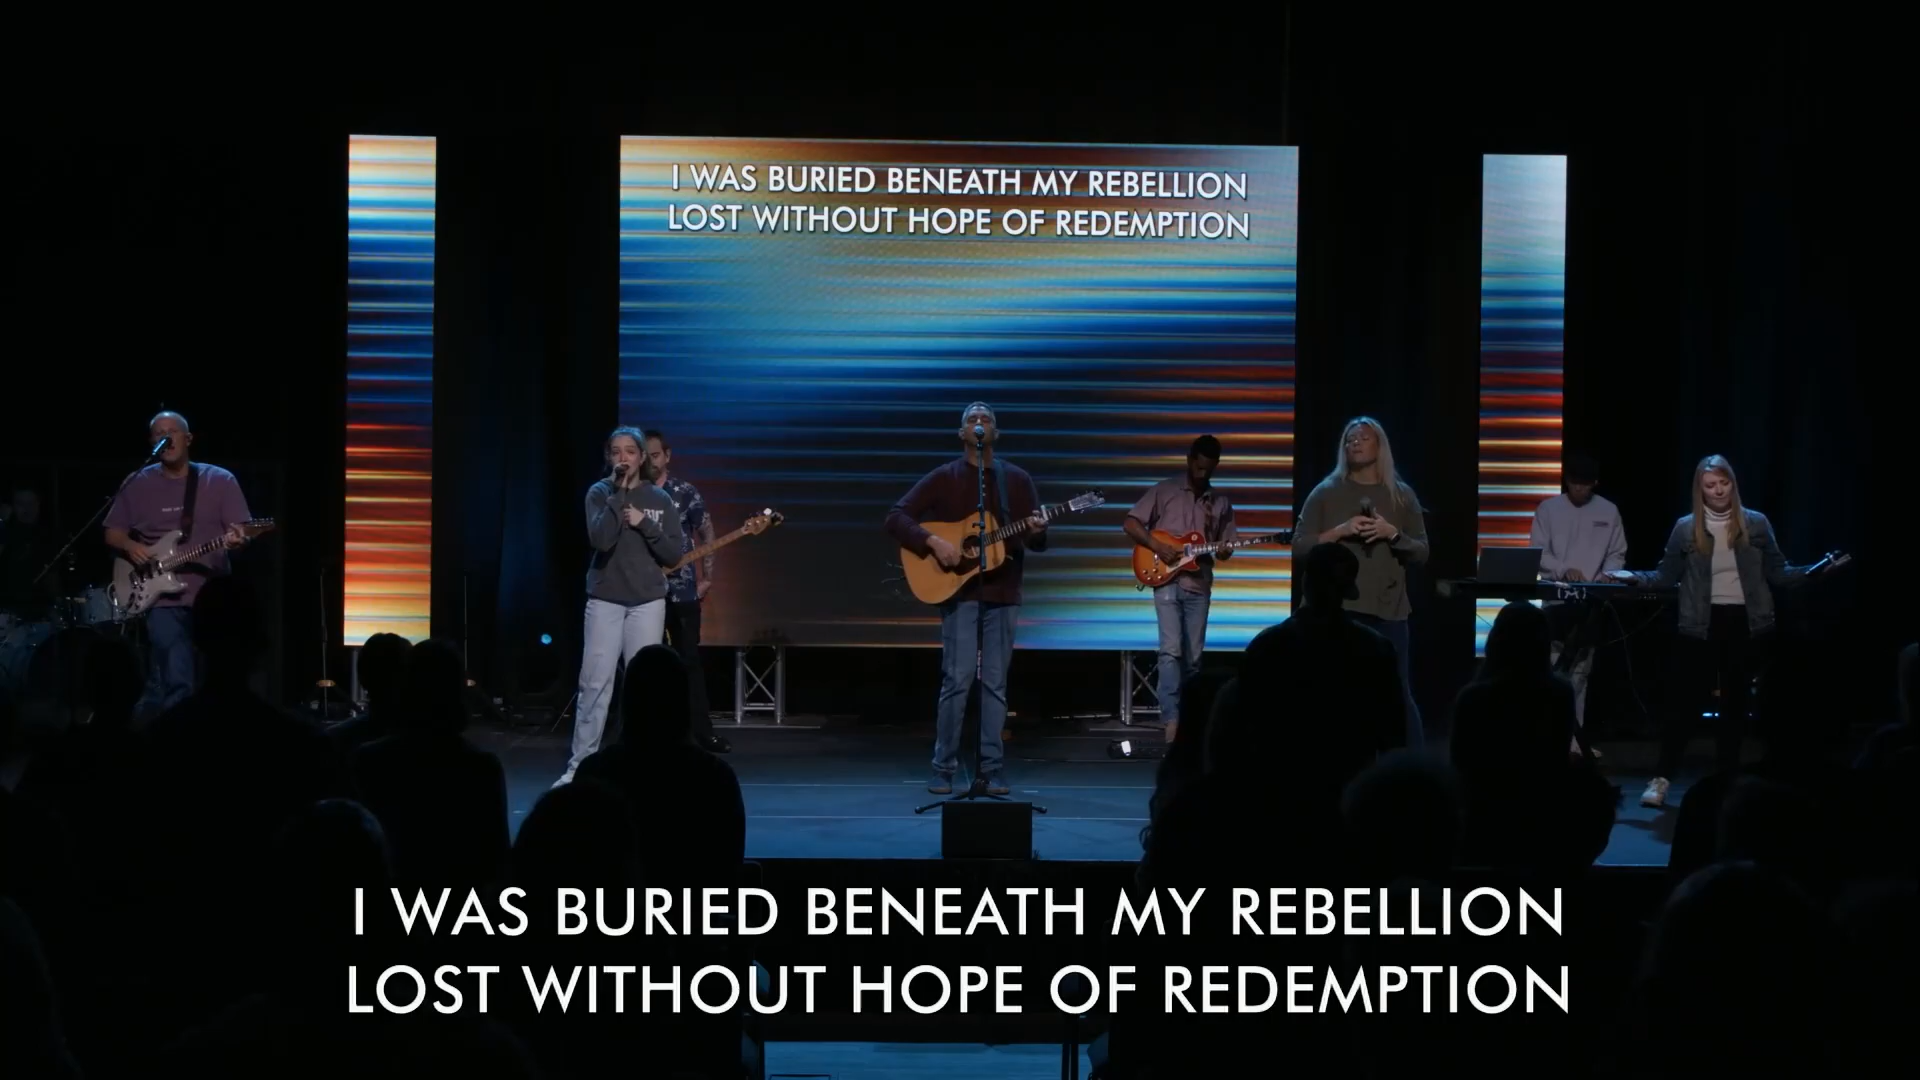 I WAS BURIED BENEATH MY REBELLION
LOST WITHOUT HOPE OF REDEMPTION
I WAS BURIED BENEATH MY REBELLION
LOST WITHOUT HOPE OF REDEMPTION